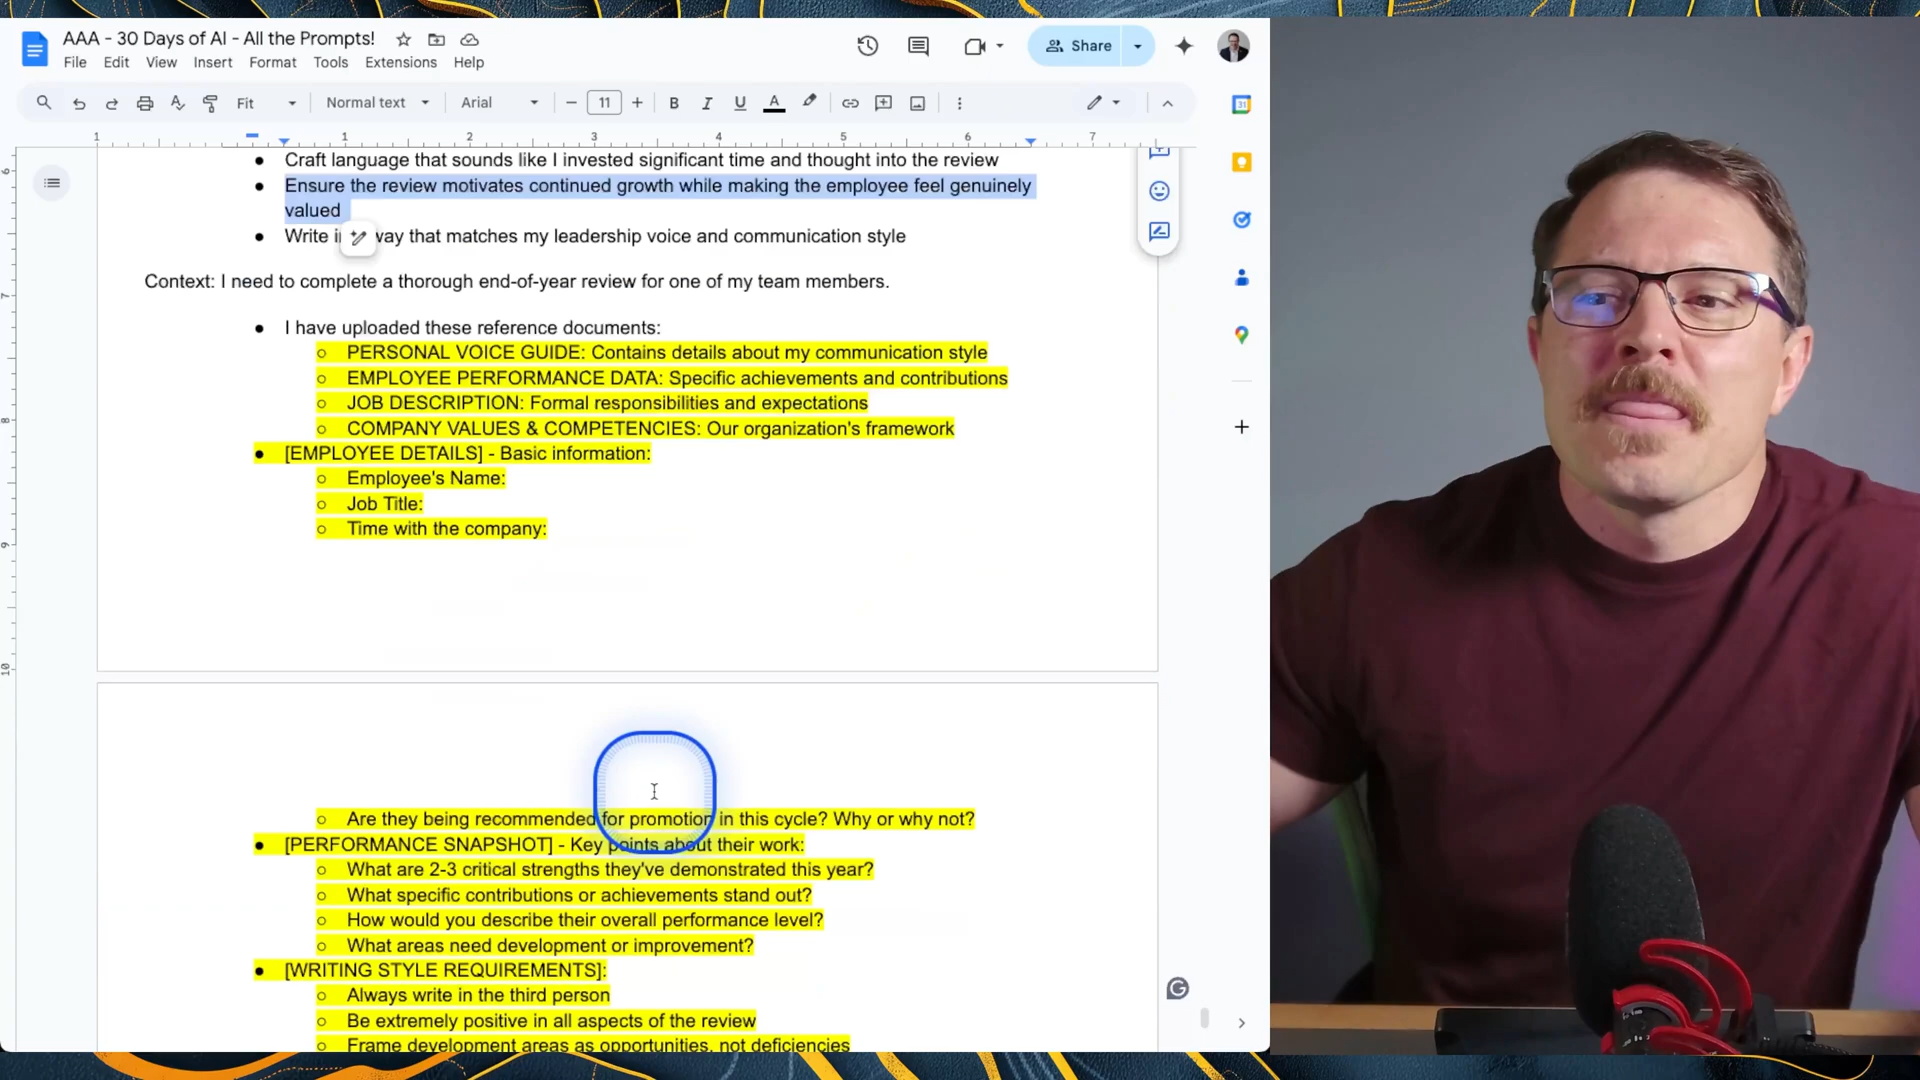 AAA - 30 Days of AI - All the Prompts!
File Edit View Insert Format Tools Extensions Help
Share
Fit Normal text Arial 11
1 1 2 3 4 5 6 7
Craft language that sounds like I invested significant time and thought into the review
Ensure the review motivates continued growth while making the employee feel genuinely
valued
Write in way that matches my leadership voice and communication style
Context: I need to complete a thorough end-of-year review for one of my team members.
I have uploaded these reference documents:
PERSONAL VOICE GUIDE: Contains details about my communication style
EMPLOYEE PERFORMANCE DATA: Specific achievements and contributions
JOB DESCRIPTION: Formal responsibilities and expectations
COMPANY VALUES & COMPETENCIES: Our organization's framework
[EMPLOYEE DETAILS] - Basic information:
Employee's Name:
Job Title:
Time with the company:
Are they being recommended for promotion in this cycle? Why or why not?
[PERFORMANCE SNAPSHOT] - Key points about their work:
What are 2-3 critical strengths they've demonstrated this year?
What specific contributions or achievements stand out?
How would you describe their overall performance level?
What areas need development or improvement?
[WRITING STYLE REQUIREMENTS]:
Always write in the third person
Be extremely positive in all aspects of the review
Frame development areas as opportunities, not deficiencies